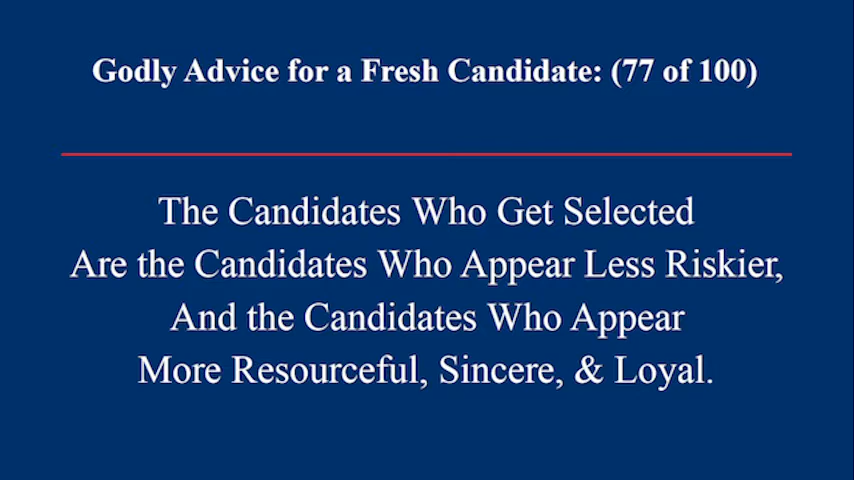 Godly Advice for a Fresh Candidate: (77 of 100)
The Candidates Who Get Selected
Are the Candidates Who Appear Less Riskier,
And the Candidates Who Appear
More Resourceful, Sincere, & Loyal.